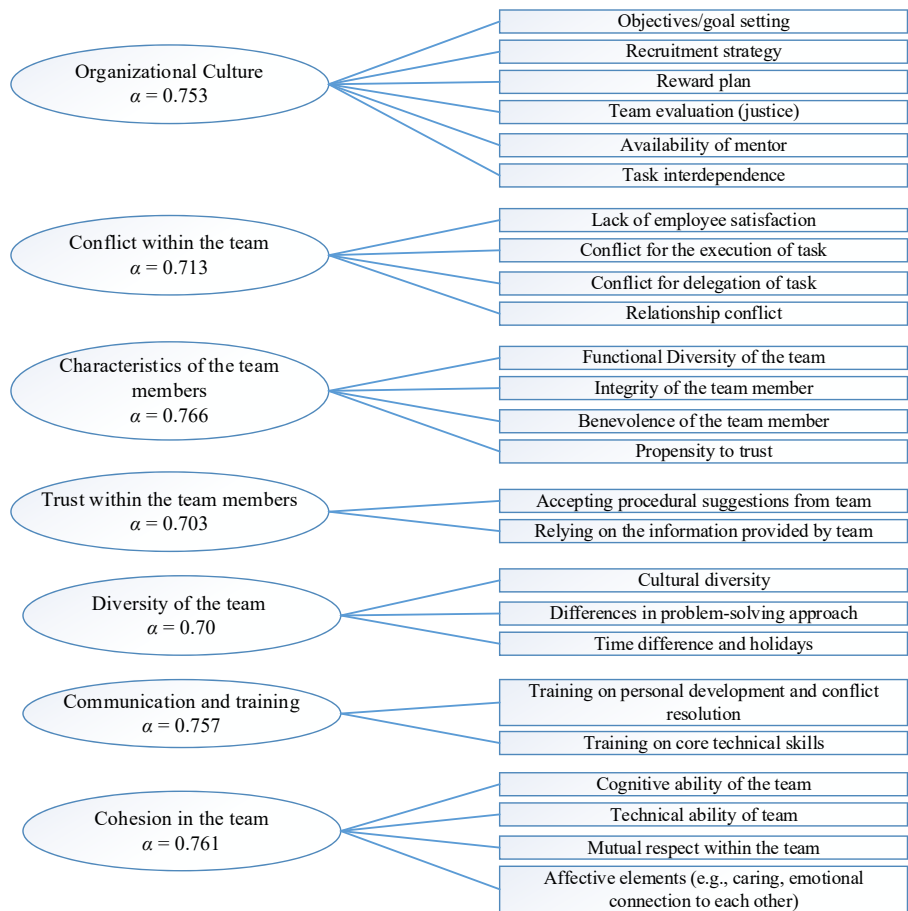 Organizational Culture
α = 0.753
Objectives/goal setting
Recruitment strategy
Reward plan
Team evaluation (justice)
Availability of mentor
Task interdependence
Conflict within the team
α = 0.713
Lack of employee satisfaction
Conflict for the execution of task
Conflict for delegation of task
Relationship conflict
Characteristics of the team
members
α = 0.766
Functional Diversity of the team
Integrity of the team member
Benevolence of the team member
Propensity to trust
Trust within the team members
α = 0.703
Accepting procedural suggestions from team
Relying on the information provided by team
Diversity of the team
α = 0.70
Cultural diversity
Differences in problem-solving approach
Time difference and holidays
Communication and training
α = 0.757
Training on personal development and conflict
resolution
Training on core technical skills
Cohesion in the team
α = 0.761
Cognitive ability of the team
Technical ability of team
Mutual respect within the team
Affective elements (e.g., caring, emotional
connection to each other)